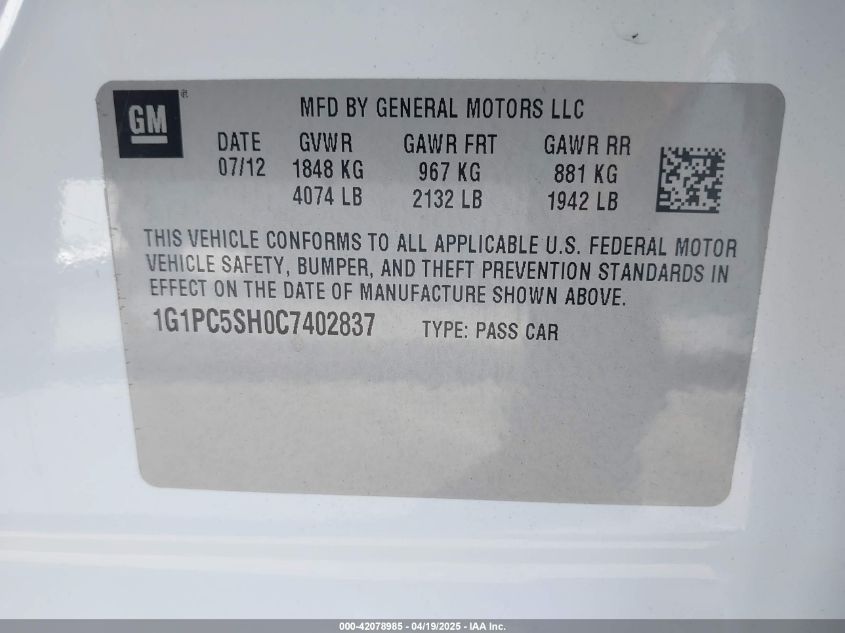 GM
MFD BY GENERAL MOTORS LLC
DATE GVWR GAWR FRT GAWR RR
07/12 1848 KG 967 KG 881 KG
4074 LB 2132 LB 1942 LB
THIS VEHICLE CONFORMS TO ALL APPLICABLE U.S. FEDERAL MOTOR
VEHICLE SAFETY, BUMPER, AND THEFT PREVENTION STANDARDS IN
EFFECT ON THE DATE OF MANUFACTURE SHOWN ABOVE.
1G1PC5SH0C7402837 TYPE: PASS CAR
000-42078985 - 04/19/2025 - IAA Inc.